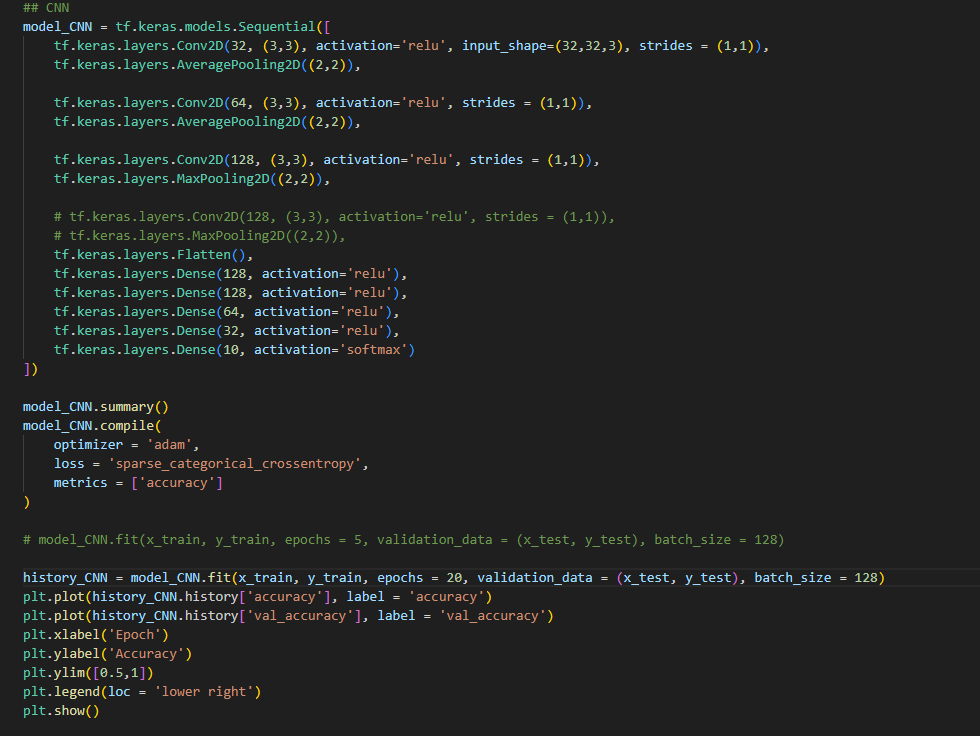 ## CNN
model_CNN = tf.keras.models.Sequential([
    tf.keras.layers.Conv2D(32, (3,3), activation='relu', input_shape=(32,32,3), strides = (1,1)),
    tf.keras.layers.AveragePooling2D((2,2)),

    tf.keras.layers.Conv2D(64, (3,3), activation='relu', strides = (1,1)),
    tf.keras.layers.AveragePooling2D((2,2)),

    tf.keras.layers.Conv2D(128, (3,3), activation='relu', strides = (1,1)),
    tf.keras.layers.MaxPooling2D((2,2)),

    # tf.keras.layers.Conv2D(128, (3,3), activation='relu', strides = (1,1)),
    # tf.keras.layers.MaxPooling2D((2,2)),
    tf.keras.layers.Flatten(),
    tf.keras.layers.Dense(128, activation='relu'),
    tf.keras.layers.Dense(128, activation='relu'),
    tf.keras.layers.Dense(64, activation='relu'),
    tf.keras.layers.Dense(32, activation='relu'),
    tf.keras.layers.Dense(10, activation='softmax')
])

model_CNN.summary()
model_CNN.compile(
    optimizer = 'adam',
    loss = 'sparse_categorical_crossentropy',
    metrics = ['accuracy']
)

# model_CNN.fit(x_train, y_train, epochs = 5, validation_data = (x_test, y_test), batch_size = 128)

history_CNN = model_CNN.fit(x_train, y_train, epochs = 20, validation_data = (x_test, y_test), batch_size = 128)
plt.plot(history_CNN.history['accuracy'], label = 'accuracy')
plt.plot(history_CNN.history['val_accuracy'], label = 'val_accuracy')
plt.xlabel('Epoch')
plt.ylabel('Accuracy')
plt.ylim([0.5,1])
plt.legend(loc = 'lower right')
plt.show()